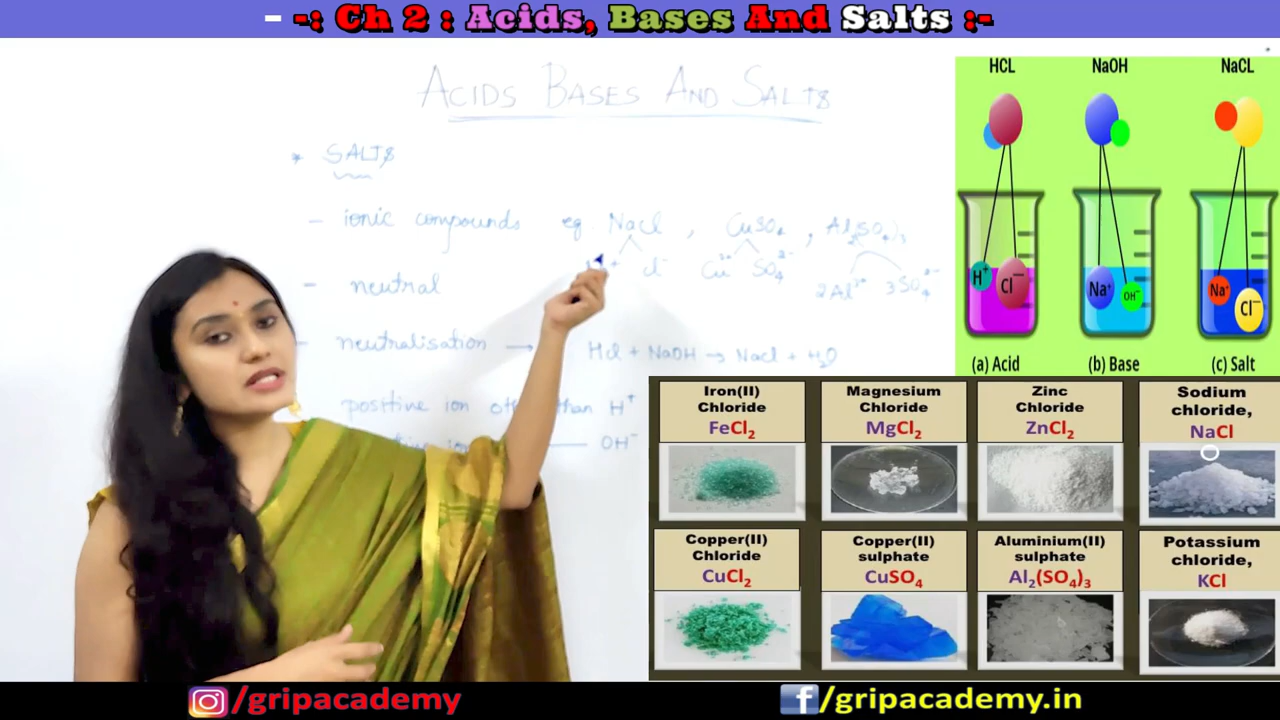 - -: Ch 2 : Acids, Bases And Salts :-
ACIDS BASES AND SALTS
* SALTS
- ionic compounds eg. NaCl , CuSO4 , Al2(SO4)3
Cl⁻ Cu²⁺ SO4²⁻ 2Al³⁺ 3SO4²⁻
- neutral
- neutralisation → HCl + NaOH → NaCl + H2O
positive ion other than H⁺
ion —— OH⁻
HCL NaOH NaCL
H⁺ Cl⁻ Na⁺ OH⁻ Na⁺ Cl⁻
(a) Acid (b) Base (c) Salt
Iron(II)
Chloride
FeCl₂
Magnesium
Chloride
MgCl₂
Zinc
Chloride
ZnCl₂
Sodium
chloride,
NaCl
Copper(II)
Chloride
CuCl₂
Copper(II)
sulphate
CuSO₄
Aluminium(II)
sulphate
Al₂(SO₄)₃
Potassium
chloride,
KCl
/gripacademy f/gripacademy.in